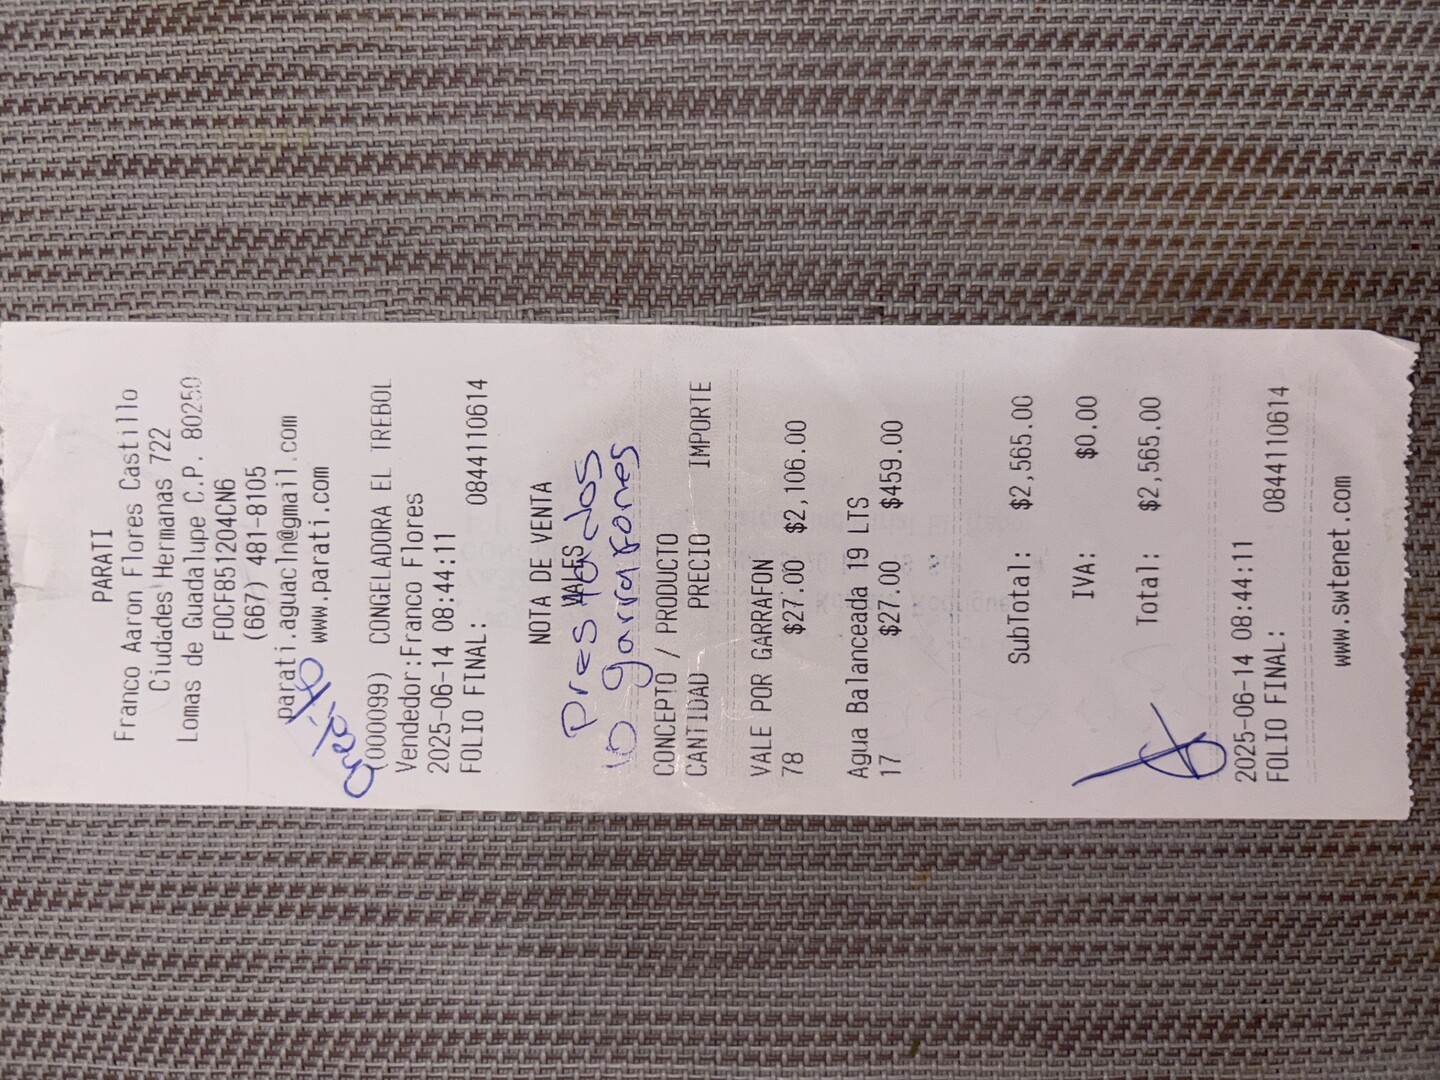 PARATI
Franco Aaron Flores Castillo
Ciudades Hermanas 722
Lomas de Guadalupe C.P. 80250
FOCF851204CN6
(667) 481-8105
parati.aguacln@gmail.com
www.parati.com
(000099) CONGELADORA EL TREBOL
Vendedor:Franco Flores
2025-06-14 08:44:11
FOLIO FINAL: 0844110614
NOTA DE VENTA
VALES
Prestados
10 garrafones
CONCEPTO / PRODUCTO
CANTIDAD PRECIO IMPORTE
VALE POR GARRAFON
78 $27.00 $2,106.00
Agua Balanceada 19 LTS
17 $27.00 $459.00
SubTotal: $2,565.00
IVA: $0.00
Total: $2,565.00
2025-06-14 08:44:11
FOLIO FINAL: 0844110614
www.swtenet.com